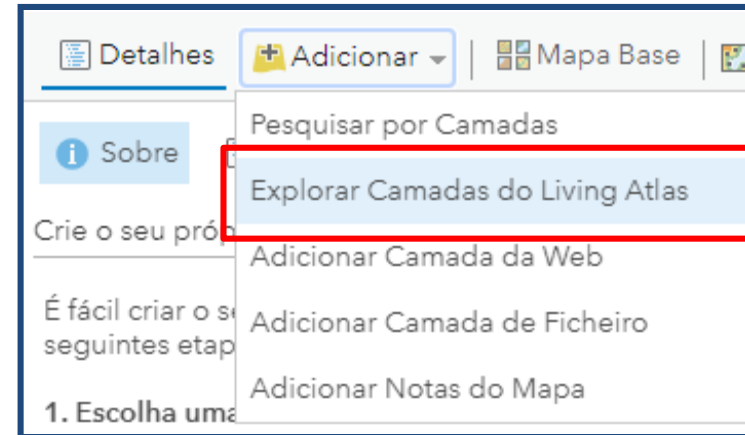 Detalhes Adicionar Mapa Base
Pesquisar por Camadas
Sobre
Explorar Camadas do Living Atlas
Crie o seu próp
Adicionar Camada da Web
É fácil criar o s
Adicionar Camada de Ficheiro
seguintes etap
Adicionar Notas do Mapa
1. Escolha uma